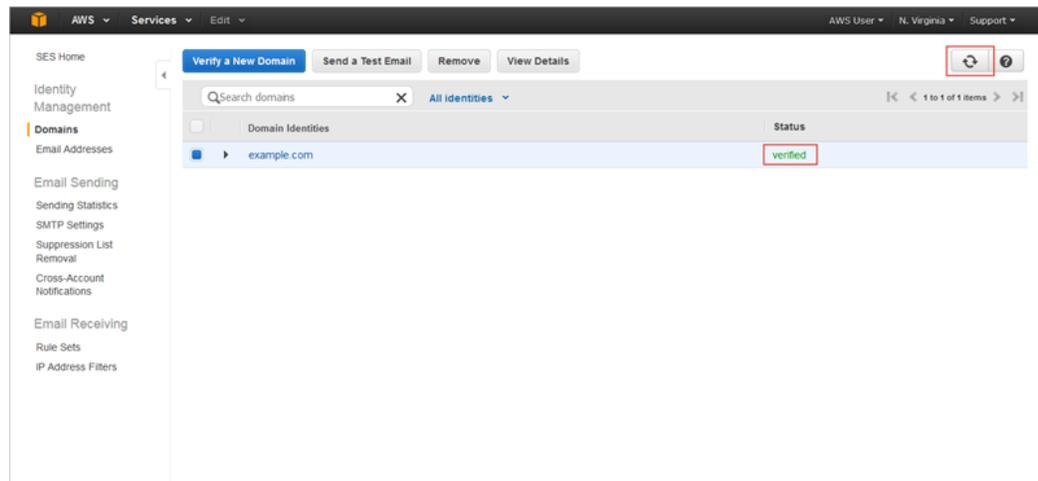 AWS Services Edit AWS User N. Virginia Support
SES Home
Identity
Management
Domains
Email Addresses
Email Sending
Sending Statistics
SMTP Settings
Suppression List
Removal
Cross-Account
Notifications
Email Receiving
Rule Sets
IP Address Filters
Verify a New Domain Send a Test Email Remove View Details
Search domains All identities 1 to 1 of 1 items
Domain Identities Status
example.com verified